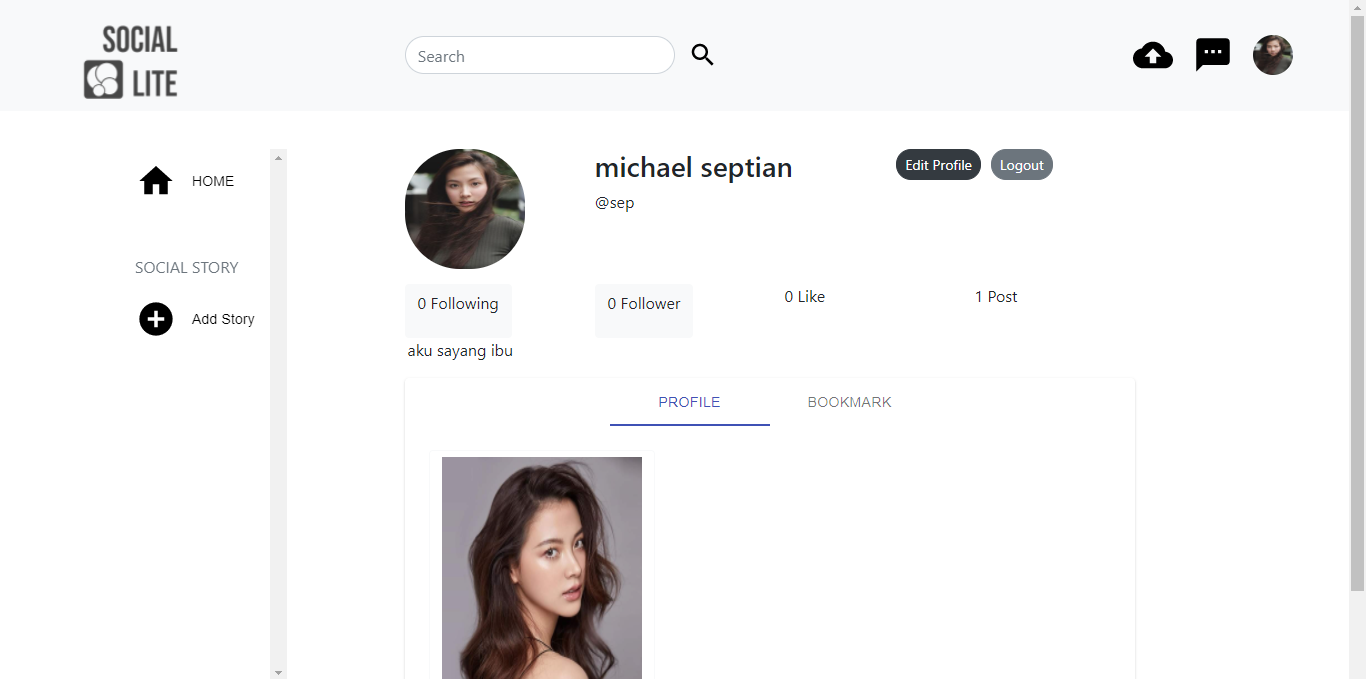 SOCIAL
LITE
Search
HOME
SOCIAL STORY
Add Story
michael septian
@sep
Edit Profile
Logout
0 Following
0 Follower
0 Like
1 Post
aku sayang ibu
PROFILE
BOOKMARK